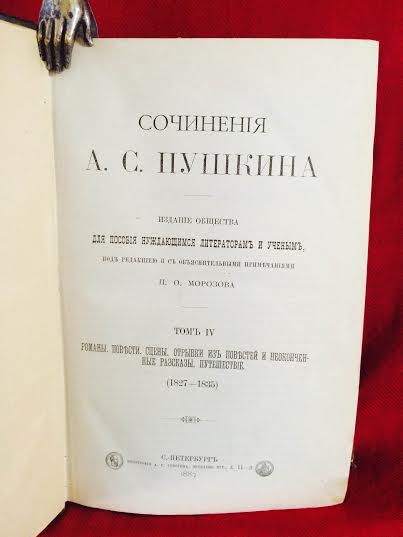 СОЧИНЕНІЯ
А. С. ПУШКИНА
ИЗДАНІЕ ОБЩЕСТВА
ДЛЯ ПОСОБІЯ НУЖДАЮЩИМСЯ ЛИТЕРАТОРАМЪ И УЧЕНЫМЪ,
ПОДЪ РЕДАКЦІЕЮ И СЪ ОБЪЯСНИТЕЛЬНЫМИ ПРИМѢЧАНІЯМИ
П. О. МОРОЗОВА
ТОМЪ IV
РОМАНЫ, ПОВѢСТИ, СЦЕНЫ, ОТРЫВКИ ИЗЪ ПОВѢСТЕЙ И НЕОКОНЧЕН-
НЫЕ РАЗСКАЗЫ, ПУТЕШЕСТВІЕ.
(1827—1835)
С.-ПЕТЕРБУРГЪ
1887